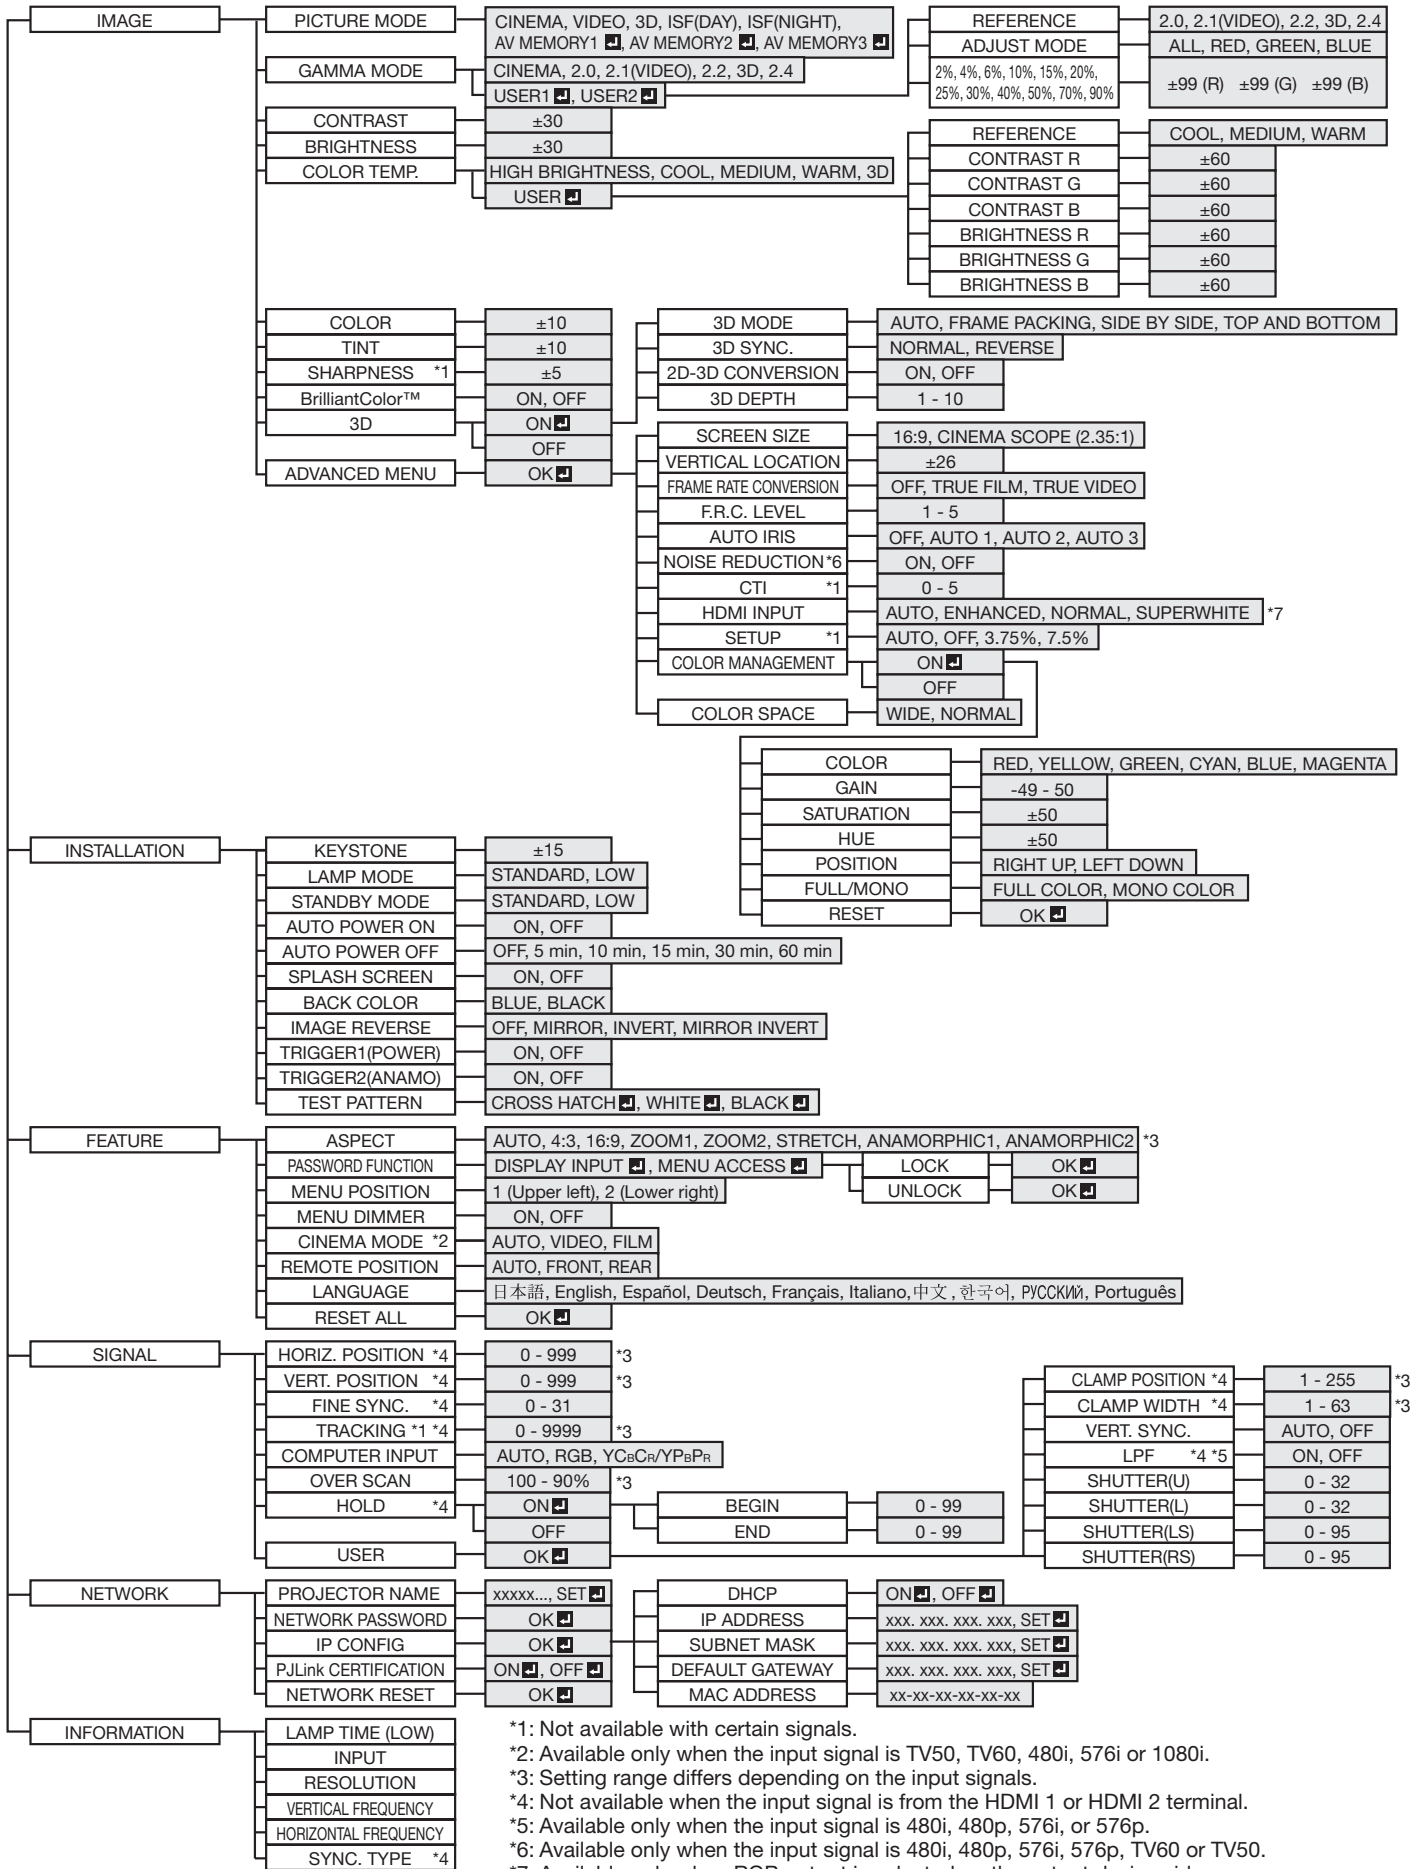 IMAGE
PICTURE MODE
CINEMA, VIDEO, 3D, ISF(DAY), ISF(NIGHT),
AV MEMORY1 ↵, AV MEMORY2 ↵, AV MEMORY3 ↵
GAMMA MODE
CINEMA, 2.0, 2.1(VIDEO), 2.2, 3D, 2.4
USER1 ↵, USER2 ↵
REFERENCE
2.0, 2.1(VIDEO), 2.2, 3D, 2.4
ADJUST MODE
ALL, RED, GREEN, BLUE
2%, 4%, 6%, 10%, 15%, 20%,
25%, 30%, 40%, 50%, 70%, 90%
±99 (R) ±99 (G) ±99 (B)
CONTRAST
±30
BRIGHTNESS
±30
COLOR TEMP.
HIGH BRIGHTNESS, COOL, MEDIUM, WARM, 3D
USER ↵
REFERENCE
COOL, MEDIUM, WARM
CONTRAST R
±60
CONTRAST G
±60
CONTRAST B
±60
BRIGHTNESS R
±60
BRIGHTNESS G
±60
BRIGHTNESS B
±60
COLOR
±10
TINT
±10
SHARPNESS *1
±5
BrilliantColor™
ON, OFF
3D
ON ↵
OFF
3D MODE
AUTO, FRAME PACKING, SIDE BY SIDE, TOP AND BOTTOM
3D SYNC.
NORMAL, REVERSE
2D-3D CONVERSION
ON, OFF
3D DEPTH
1 - 10
ADVANCED MENU
OK ↵
SCREEN SIZE
16:9, CINEMA SCOPE (2.35:1)
VERTICAL LOCATION
±26
FRAME RATE CONVERSION
OFF, TRUE FILM, TRUE VIDEO
F.R.C. LEVEL
1 - 5
AUTO IRIS
OFF, AUTO 1, AUTO 2, AUTO 3
NOISE REDUCTION *6
ON, OFF
CTI *1
0 - 5
HDMI INPUT
AUTO, ENHANCED, NORMAL, SUPERWHITE *7
SETUP *1
AUTO, OFF, 3.75%, 7.5%
COLOR MANAGEMENT
ON ↵
OFF
COLOR SPACE
WIDE, NORMAL
COLOR
RED, YELLOW, GREEN, CYAN, BLUE, MAGENTA
GAIN
-49 - 50
SATURATION
±50
HUE
±50
POSITION
RIGHT UP, LEFT DOWN
FULL/MONO
FULL COLOR, MONO COLOR
RESET
OK ↵
INSTALLATION
KEYSTONE
±15
LAMP MODE
STANDARD, LOW
STANDBY MODE
STANDARD, LOW
AUTO POWER ON
ON, OFF
AUTO POWER OFF
OFF, 5 min, 10 min, 15 min, 30 min, 60 min
SPLASH SCREEN
ON, OFF
BACK COLOR
BLUE, BLACK
IMAGE REVERSE
OFF, MIRROR, INVERT, MIRROR INVERT
TRIGGER1(POWER)
ON, OFF
TRIGGER2(ANAMO)
ON, OFF
TEST PATTERN
CROSS HATCH ↵, WHITE ↵, BLACK ↵
FEATURE
ASPECT
AUTO, 4:3, 16:9, ZOOM1, ZOOM2, STRETCH, ANAMORPHIC1, ANAMORPHIC2 *3
PASSWORD FUNCTION
DISPLAY INPUT ↵, MENU ACCESS ↵
LOCK
OK ↵
UNLOCK
OK ↵
MENU POSITION
1 (Upper left), 2 (Lower right)
MENU DIMMER
ON, OFF
CINEMA MODE *2
AUTO, VIDEO, FILM
REMOTE POSITION
AUTO, FRONT, REAR
LANGUAGE
日本語, English, Español, Deutsch, Français, Italiano, 中文, 한국어, РУССКИЙ, Português
RESET ALL
OK ↵
SIGNAL
HORIZ. POSITION *4
0 - 999 *3
VERT. POSITION *4
0 - 999 *3
FINE SYNC. *4
0 - 31
TRACKING *1 *4
0 - 9999 *3
COMPUTER INPUT
AUTO, RGB, YCBCR/YPBPR
OVER SCAN
100 - 90% *3
HOLD *4
ON ↵
OFF
BEGIN
0 - 99
END
0 - 99
USER
OK ↵
CLAMP POSITION *4
1 - 255 *3
CLAMP WIDTH *4
1 - 63 *3
VERT. SYNC.
AUTO, OFF
LPF *4 *5
ON, OFF
SHUTTER(U)
0 - 32
SHUTTER(L)
0 - 32
SHUTTER(LS)
0 - 95
SHUTTER(RS)
0 - 95
NETWORK
PROJECTOR NAME
xxxxx..., SET ↵
NETWORK PASSWORD
OK ↵
IP CONFIG
OK ↵
PJLink CERTIFICATION
ON ↵, OFF ↵
NETWORK RESET
OK ↵
DHCP
ON ↵, OFF ↵
IP ADDRESS
xxx. xxx. xxx. xxx, SET ↵
SUBNET MASK
xxx. xxx. xxx. xxx, SET ↵
DEFAULT GATEWAY
xxx. xxx. xxx. xxx, SET ↵
MAC ADDRESS
xx-xx-xx-xx-xx-xx
INFORMATION
LAMP TIME (LOW)
INPUT
RESOLUTION
VERTICAL FREQUENCY
HORIZONTAL FREQUENCY
SYNC. TYPE *4
*1: Not available with certain signals.
*2: Available only when the input signal is TV50, TV60, 480i, 576i or 1080i.
*3: Setting range differs depending on the input signals.
*4: Not available when the input signal is from the HDMI 1 or HDMI 2 terminal.
*5: Available only when the input signal is 480i, 480p, 576i, or 576p.
*6: Available only when the input signal is 480i, 480p, 576i, 576p, TV60 or TV50.